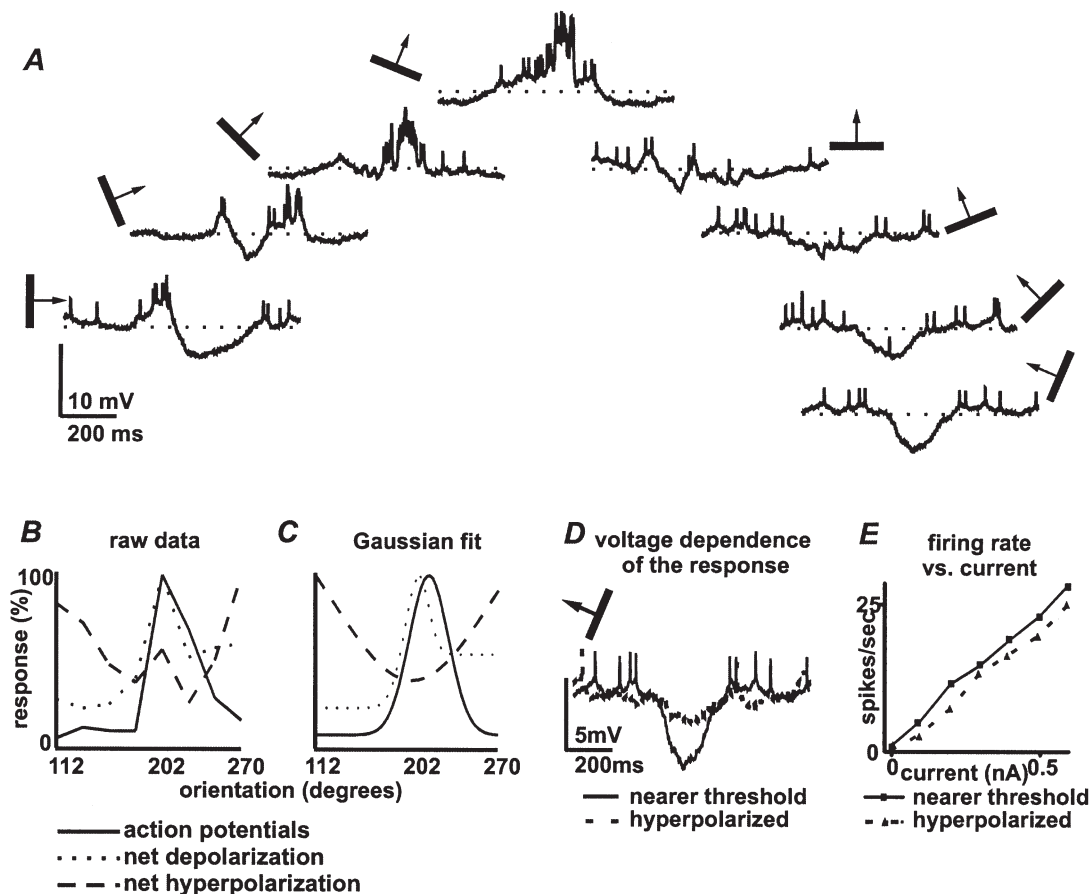 A
10 mV
200 ms
B
raw data
C
Gaussian fit
D
voltage dependence
of the response
E
firing rate
vs. current
response (%)
100
0
112
202
270
112
202
270
orientation (degrees)
action potentials
net depolarization
net hyperpolarization
5mV
200ms
nearer threshold
hyperpolarized
spikes/sec
25
0
0
current (nA)
0.5
nearer threshold
hyperpolarized